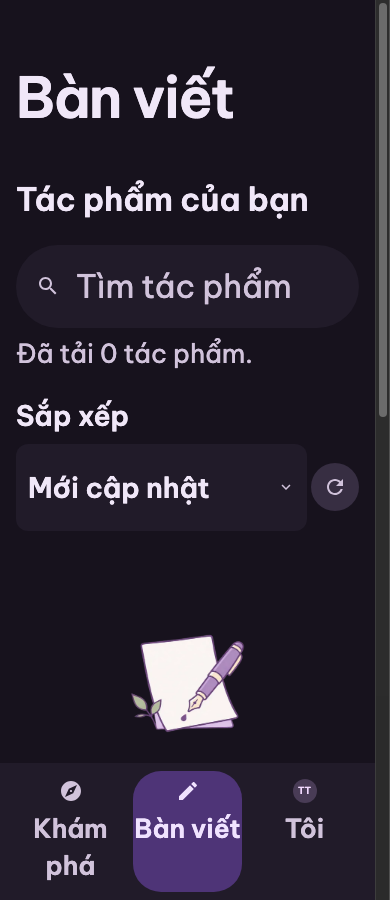 Bàn viết
Tác phẩm của bạn
Tìm tác phẩm
Đã tải 0 tác phẩm.
Sắp xếp
Mới cập nhật
Khám
phá
Bàn viết
TT
Tôi